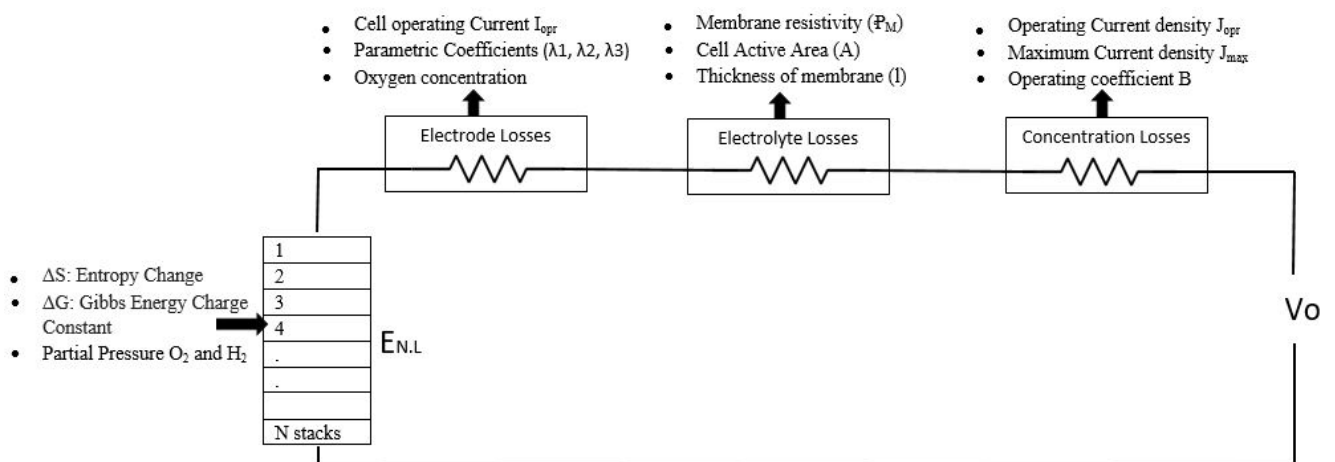 • Cell operating Current Iopr
• Parametric Coefficients (λ1, λ2, λ3)
• Oxygen concentration
• Membrane resistivity (ⱣM)
• Cell Active Area (A)
• Thickness of membrane (l)
• Operating Current density Jopr
• Maximum Current density Jmax
• Operating coefficient B
Electrode Losses
Electrolyte Losses
Concentration Losses
• ΔS: Entropy Change
• ΔG: Gibbs Energy Charge
Constant
• Partial Pressure O2 and H2
1
2
3
4
.
.
N stacks
EN.L
Vo